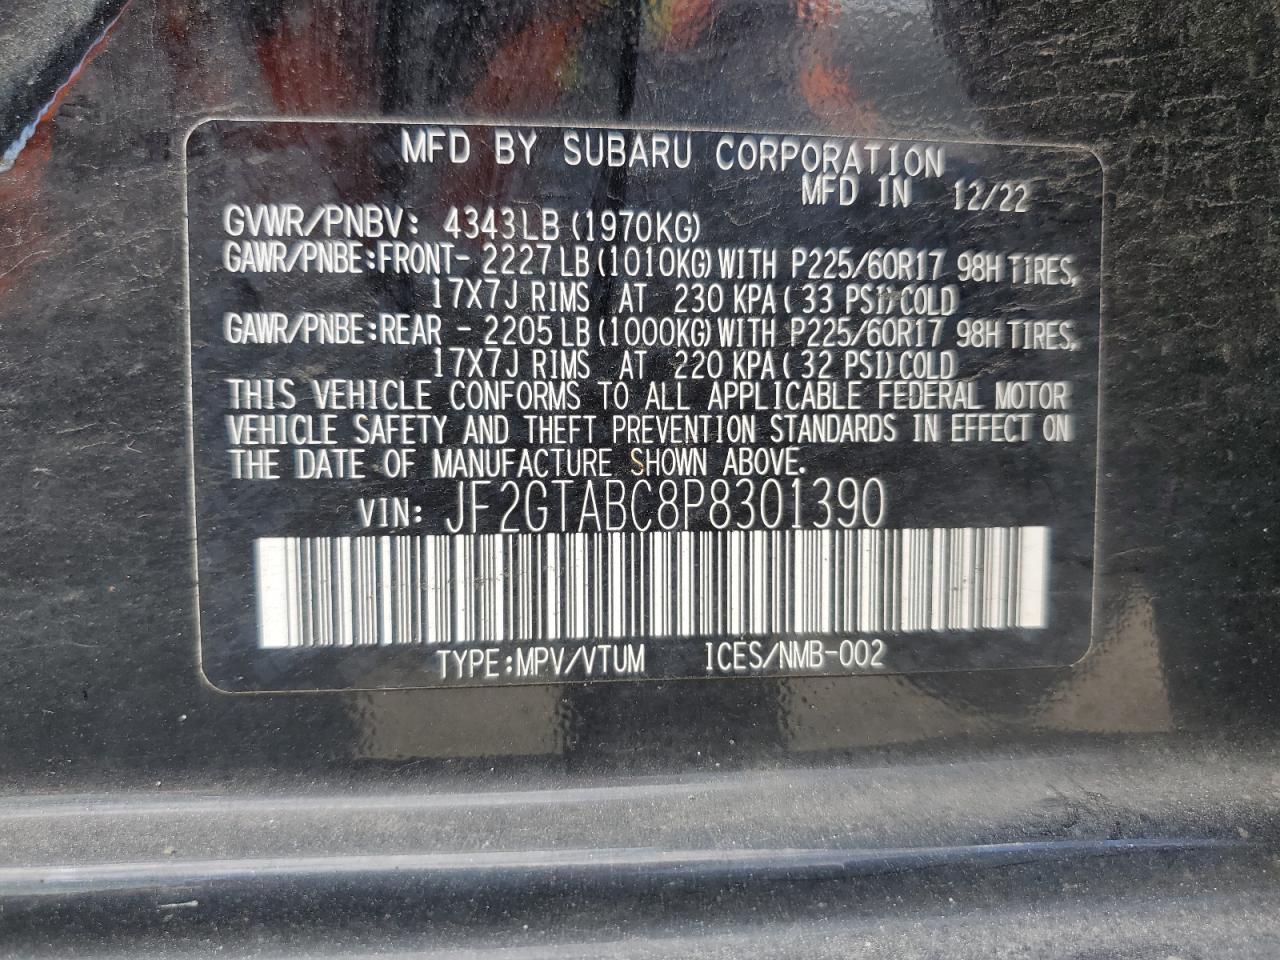 MFD BY SUBARU CORPORATION
MFD IN 12/22
GVWR/PNBV: 4343LB(1970KG)
GAWR/PNBE:FRONT- 2227LB(1010KG)WITH P225/60R17 98H TIRES,
17X7J RIMS AT 230 KPA( 33 PSI)COLD
GAWR/PNBE:REAR - 2205LB(1000KG)WITH P225/60R17 98H TIRES,
17X7J RIMS AT 220 KPA( 32 PSI)COLD
THIS VEHICLE CONFORMS TO ALL APPLICABLE FEDERAL MOTOR
VEHICLE SAFETY AND THEFT PREVENTION STANDARDS IN EFFECT ON
THE DATE OF MANUFACTURE SHOWN ABOVE.
VIN: JF2GTABC8P8301390
TYPE:MPV/VTUM ICES/NMB-002